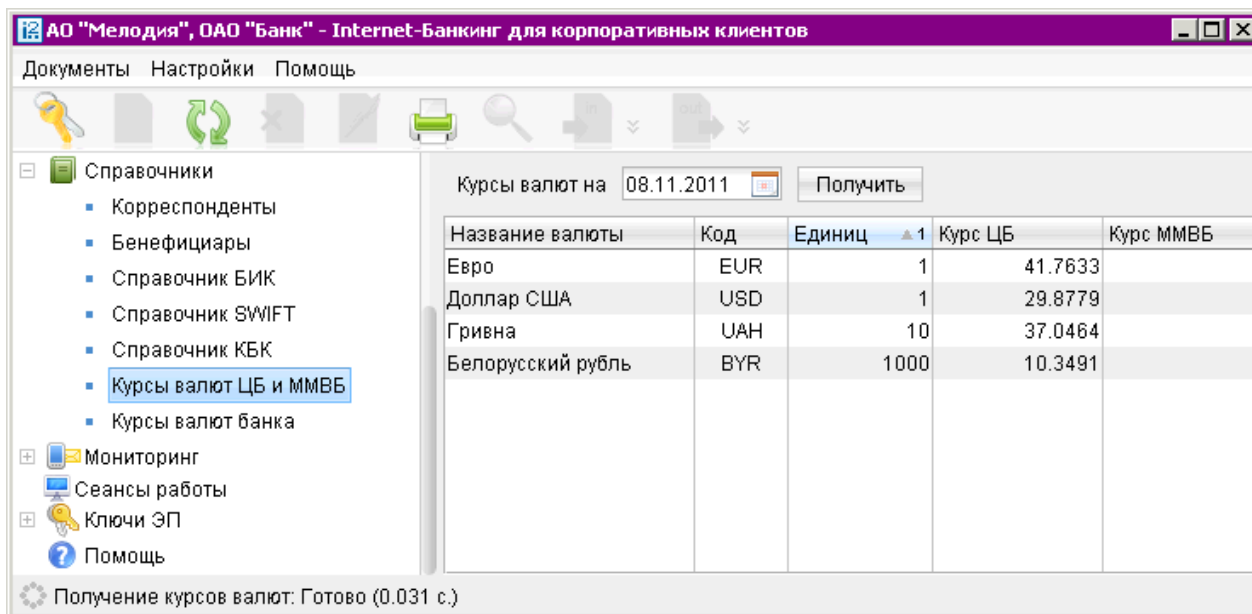 АО "Мелодия", ОАО "Банк" - Internet-Банкинг для корпоративных клиентов
Документы Настройки Помощь
in out
Справочники
Корреспонденты
Бенефициары
Справочник БИК
Справочник SWIFT
Справочник КБК
Курсы валют ЦБ и ММВБ
Курсы валют банка
Мониторинг
Сеансы работы
Ключи ЭП
Помощь
Курсы валют на 08.11.2011 Получить
Название валюты Код Единиц 1 Курс ЦБ Курс ММВБ
Евро EUR 1 41.7633
Доллар США USD 1 29.8779
Гривна UAH 10 37.0464
Белорусский рубль BYR 1000 10.3491
Получение курсов валют: Готово (0.031 с.)